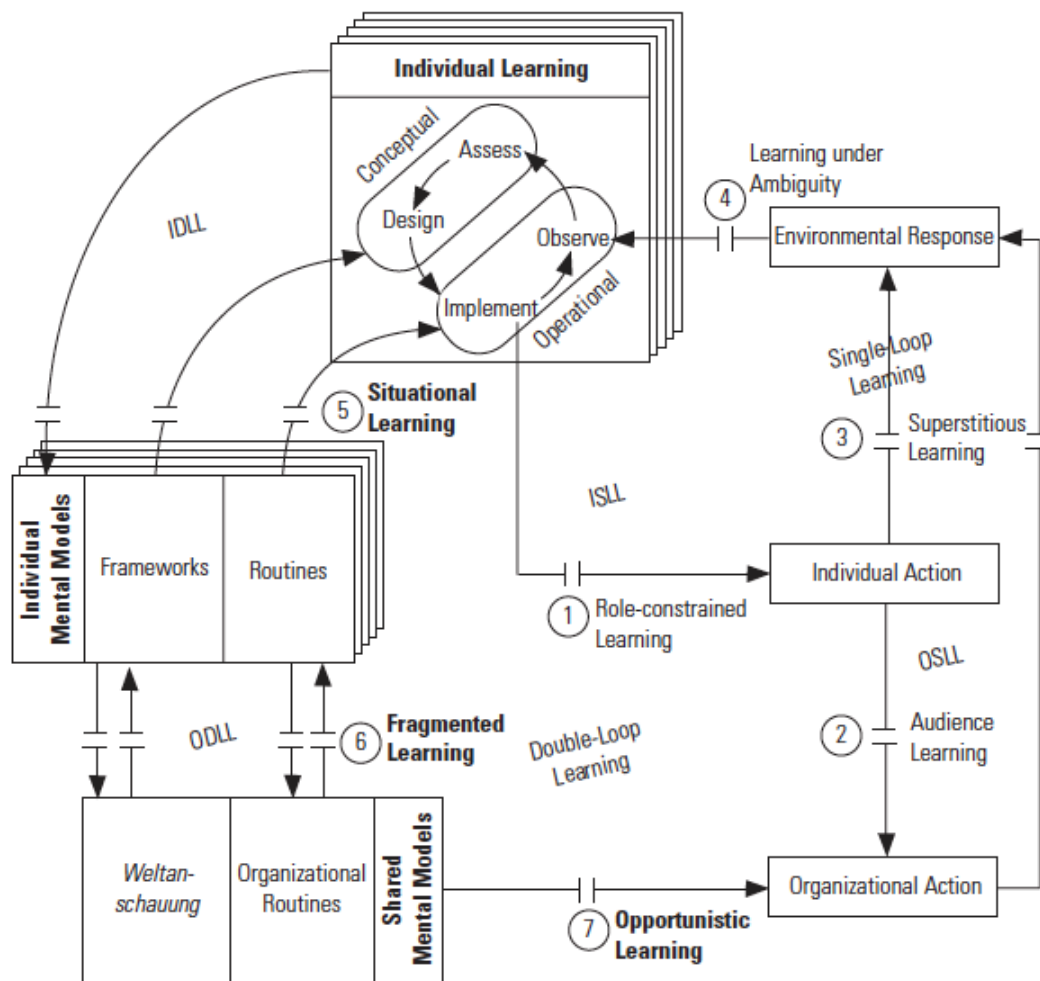 Individual Learning
Conceptual
Assess
Design
Observe
Implement
Operational
IDLL
4
Learning under
Ambiguity
Environmental Response
Single-Loop
Learning
3
Superstitious
Learning
5
Situational
Learning
ISLL
Individual
Mental Models
Frameworks
Routines
1
Role-constrained
Learning
Individual Action
OSLL
ODLL
6
Fragmented
Learning
Double-Loop
Learning
2
Audience
Learning
Weltan-
schauung
Organizational
Routines
Shared
Mental Models
7
Opportunistic
Learning
Organizational Action